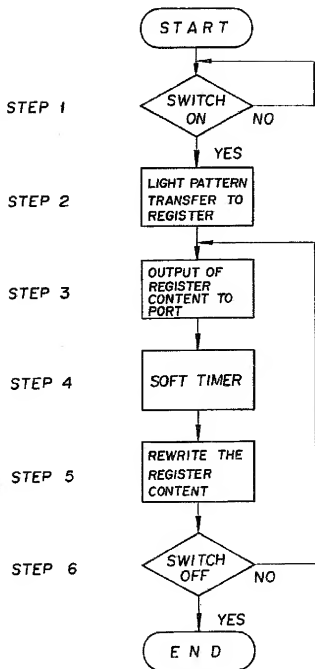 START
STEP 1
SWITCH
ON
NO
YES
STEP 2
LIGHT PATTERN
TRANSFER TO
REGISTER
STEP 3
OUTPUT OF
REGISTER
CONTENT TO
PORT
STEP 4
SOFT TIMER
STEP 5
REWRITE THE
REGISTER
CONTENT
STEP 6
SWITCH
OFF
NO
YES
END